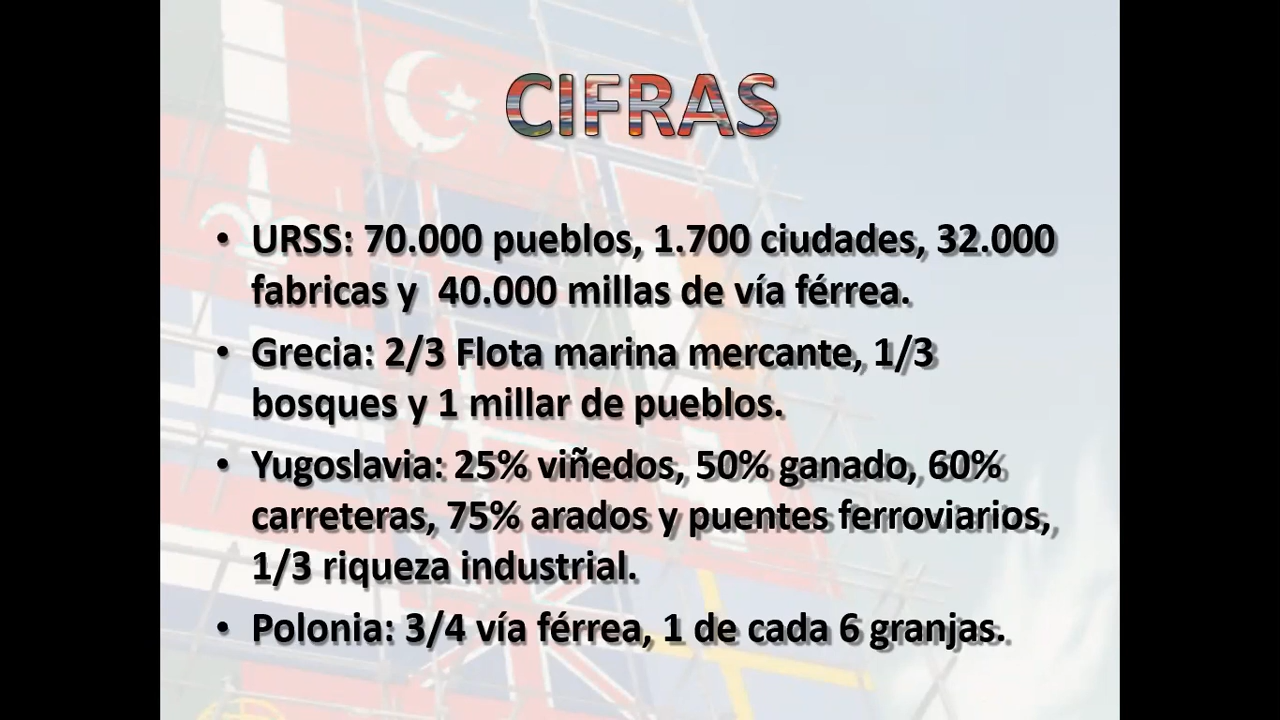 CIFRAS
• URSS: 70.000 pueblos, 1.700 ciudades, 32.000
fabricas y  40.000 millas de vía férrea.
• Grecia: 2/3 Flota marina mercante, 1/3
bosques y 1 millar de pueblos.
• Yugoslavia: 25% viñedos, 50% ganado, 60%
carreteras, 75% arados y puentes ferroviarios,
1/3 riqueza industrial.
• Polonia: 3/4 vía férrea, 1 de cada 6 granjas.